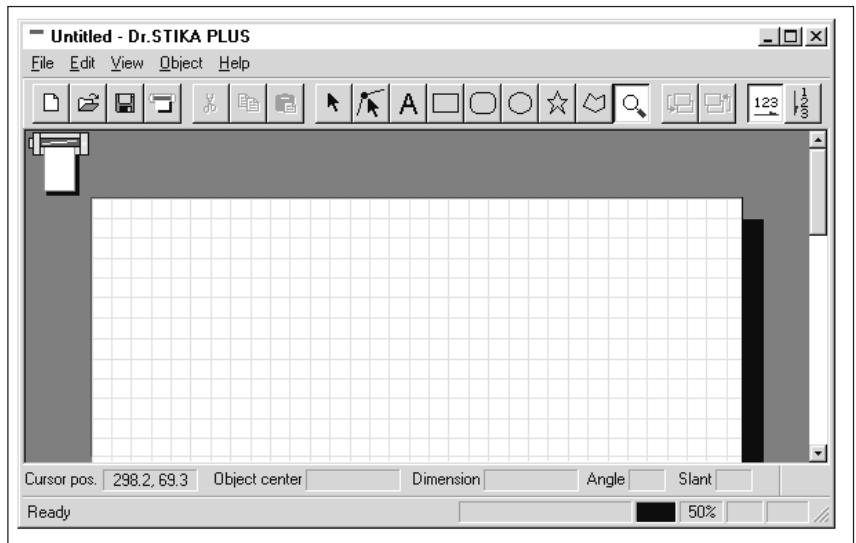 Untitled - Dr.STIKA PLUS
File Edit View Object Help
A 123 1 2 3
Cursor pos. 298.2, 69.3 Object center Dimension Angle Slant
Ready 50%